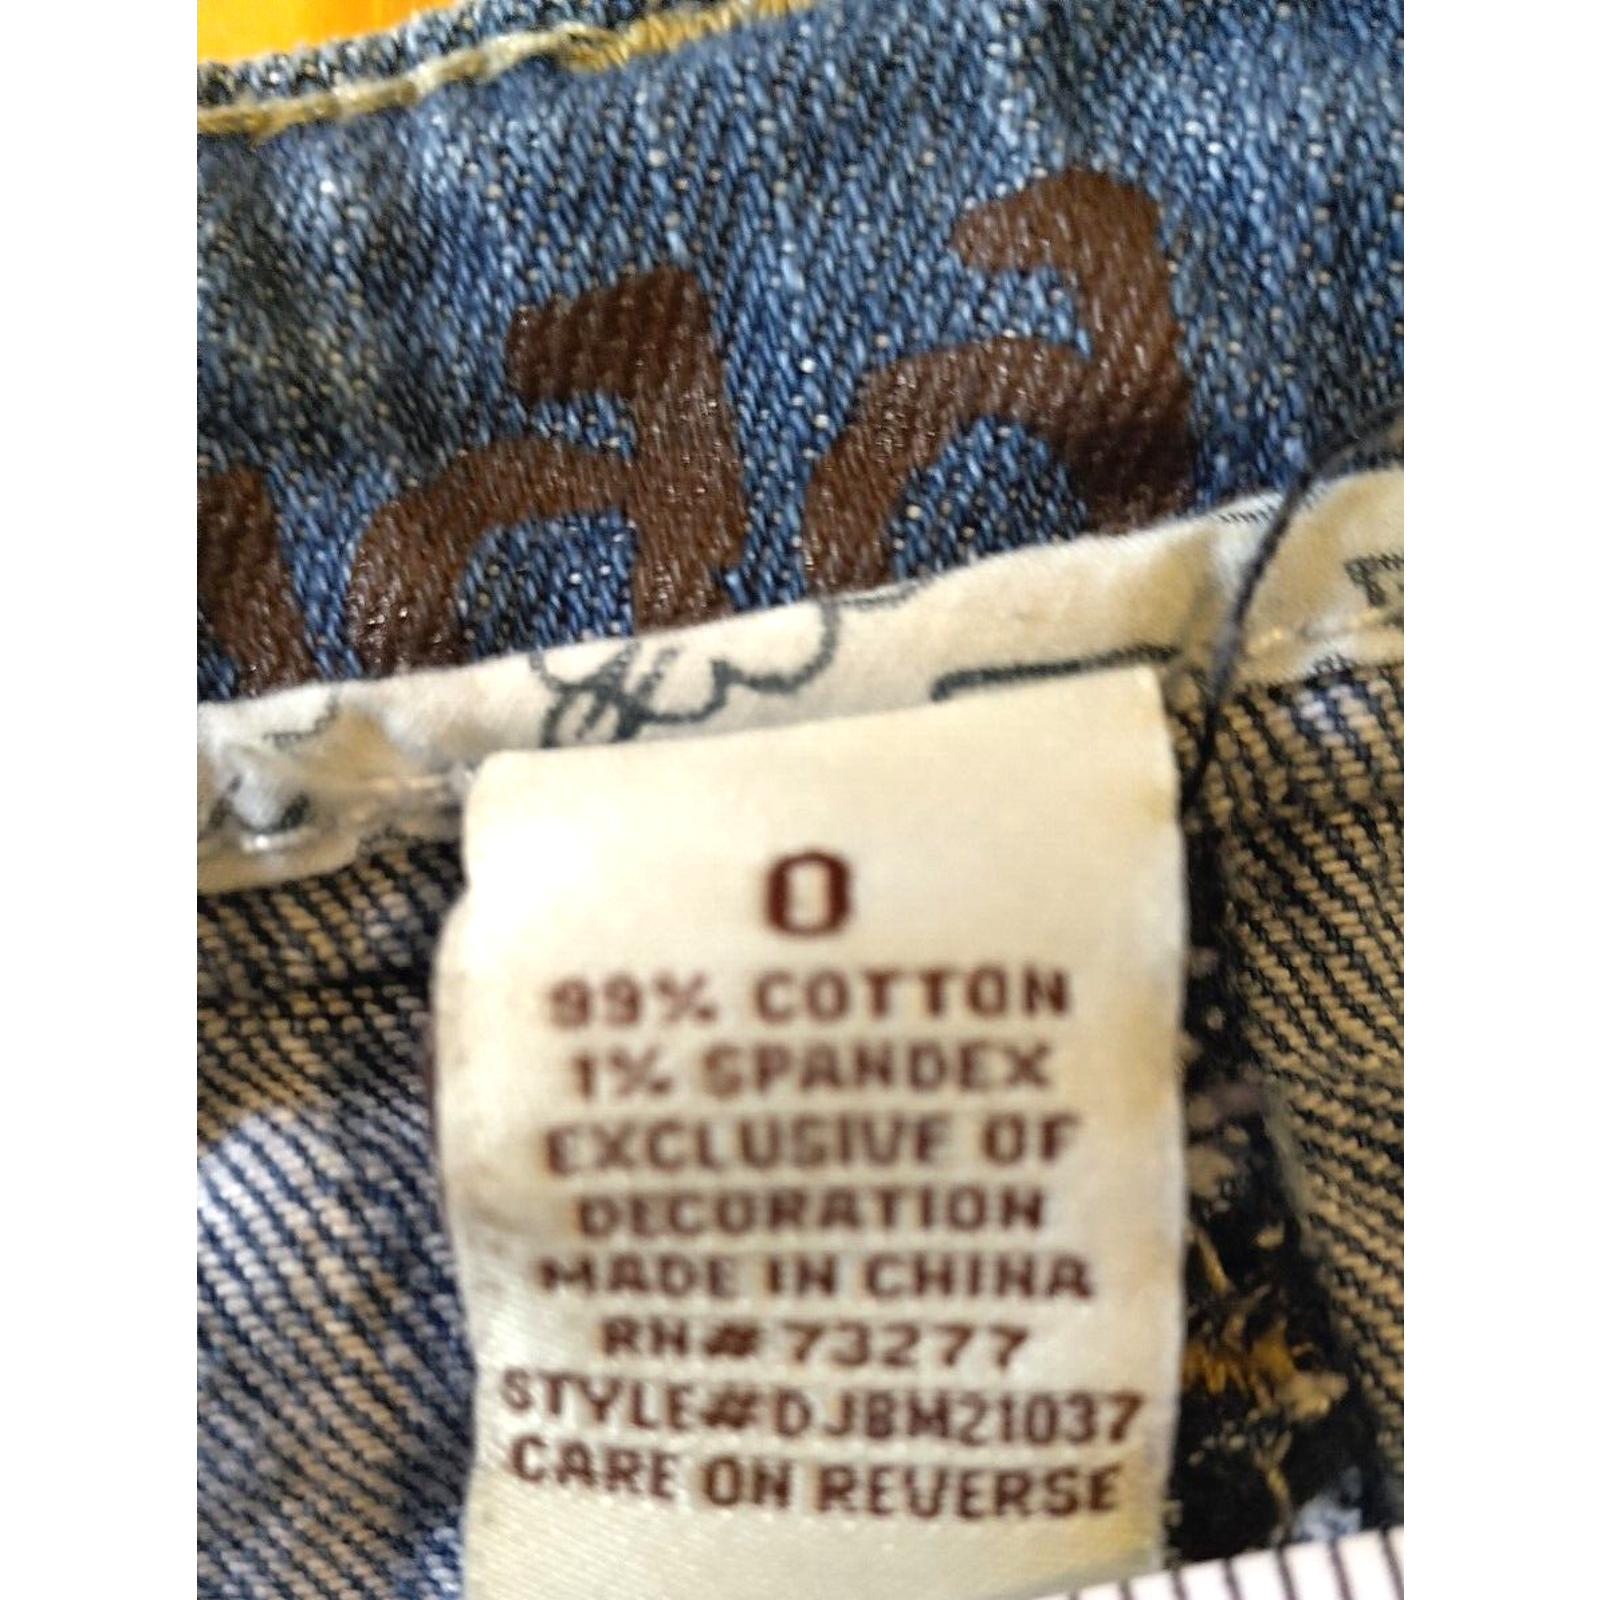 0
99% COTTON
1% SPANDEX
EXCLUSIVE OF
DECORATION
MADE IN CHINA
RN# 73277
STYLE#DJBM21037
CARE ON REVERSE